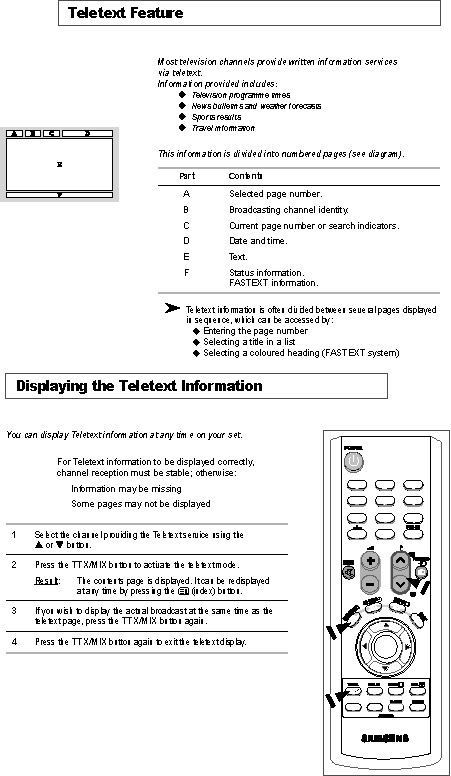 Teletext Feature
Most television channels provide written information services
via teletext.
Information provided includes:
◆ Television programme times
◆ News bulletins and weather forecasts
◆ Sports results
◆ Travel information
A B C D
E
F
This information is divided into numbered pages (see diagram).
Part Contents
A Selected page number.
B Broadcasting channel identity.
C Current page number or search indicators.
D Date and time.
E Text.
F Status information.
FASTEXT information.
➤ Teletext information is often divided between several pages displayed
in sequence, which can be accessed by:
◆ Entering the page number
◆ Selecting a title in a list
◆ Selecting a coloured heading (FASTEXT system)
Displaying the Teletext Information
You can display Teletext information at any time on your set.
For Teletext information to be displayed correctly,
channel reception must be stable; otherwise:
Information may be missing
Some pages may not be displayed
1 Select the channel providing the Teletext service using the
▲ or ▼ button.
2 Press the TTX/MIX button to activate the teletext mode.
Result: The contents page is displayed. It can be redisplayed
at any time by pressing the (index) button.
3 If you wish to display the actual broadcast at the same time as the
teletext page, press the TTX/MIX button again.
4 Press the TTX/MIX button again to exit the teletext display.
SAMSUNG